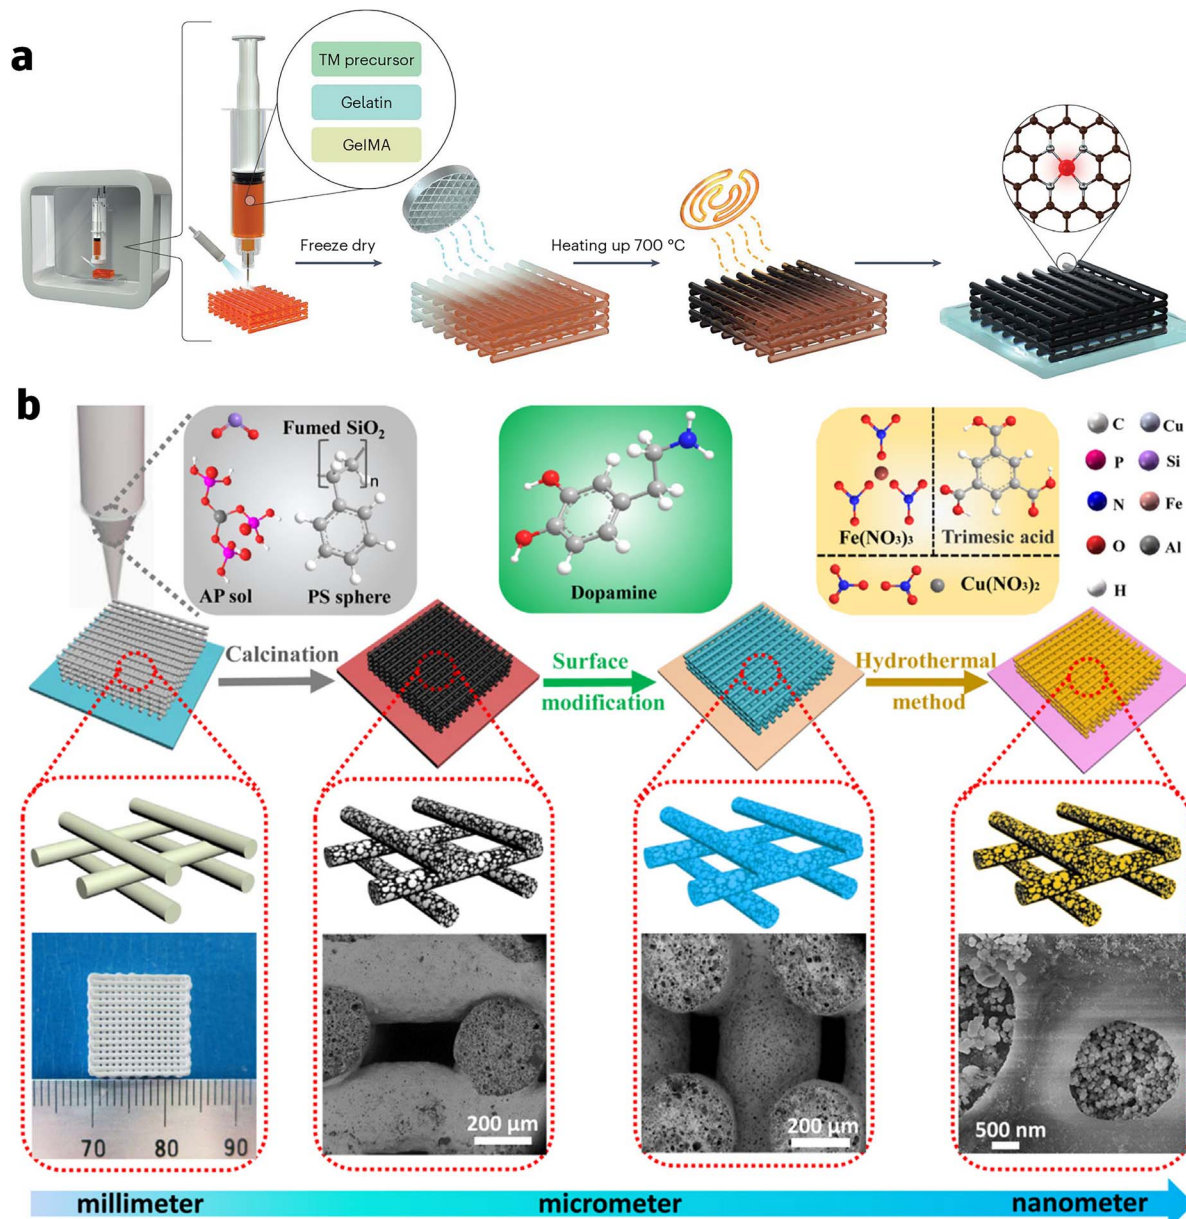 a
TM precursor
Gelatin
GelMA
Freeze dry
Heating up 700 °C
b
Fumed SiO2
n
AP sol
PS sphere
Dopamine
Fe(NO3)3
Trimesic acid
Cu(NO3)2
C
Cu
P
Si
N
Fe
O
Al
H
Calcination
Surface
modification
Hydrothermal
method
70
80
90
200 µm
200 µm
500 nm
millimeter
micrometer
nanometer